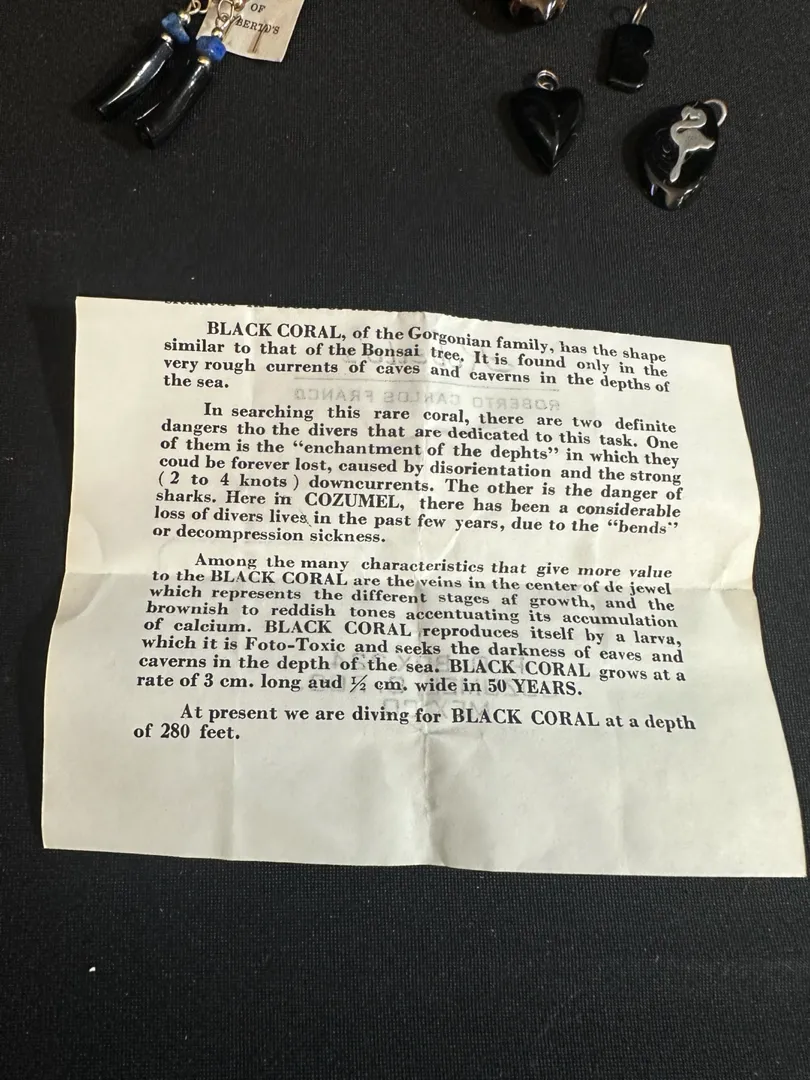 OF
BERTO'S
BLACK CORAL, of the Gorgonian family, has the shape
similar to that of the Bonsai tree. It is found only in the
very rough currents of caves and caverns in the depths of
the sea.
ROBERTO CARLOS FRANCO
In searching this rare coral, there are two definite
dangers tho the divers that are dedicated to this task. One
of them is the “enchantment of the dephts” in which they
coud be forever lost, caused by disorientation and the strong
( 2 to 4 knots ) downcurrents. The other is the danger of
sharks. Here in COZUMEL, there has been a considerable
loss of divers lives in the past few years, due to the “bends”
or decompression sickness.
Among the many characteristics that give more value
to the BLACK CORAL are the veins in the center of de jewel
which represents the different stages af growth, and the
brownish to reddish tones accentuating its accumulation
of calcium. BLACK CORAL reproduces itself by a larva,
which it is Foto-Toxic and seeks the darkness of eaves and
caverns in the depth of the sea. BLACK CORAL grows at a
rate of 3 cm. long aud ½ cm. wide in 50 YEARS.
MEXICO
At present we are diving for BLACK CORAL at a depth
of 280 feet.